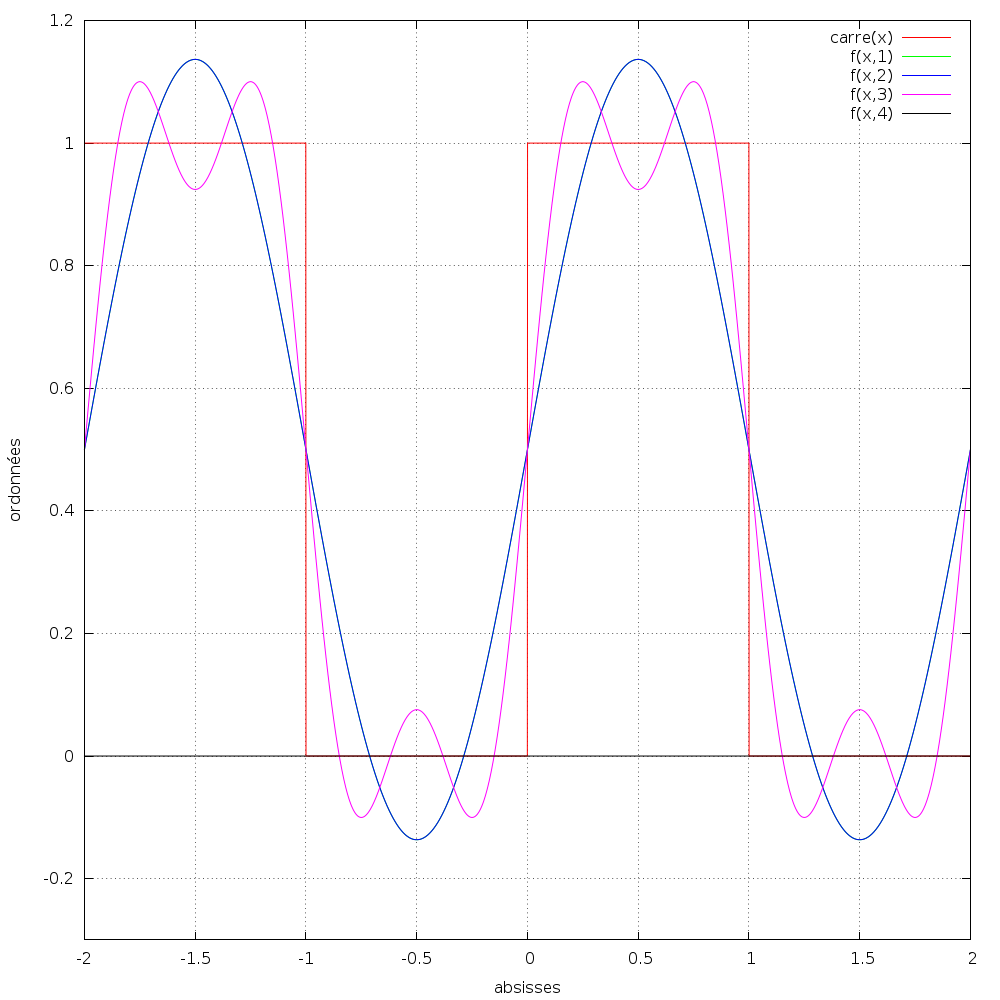 1.2
carre(x)
f(x,1)
f(x,2)
f(x,3)
f(x,4)
1
0.8
0.6
0.4
0.2
0
-0.2
ordonnées
-2 -1.5 -1 -0.5 0 0.5 1 1.5 2
absisses